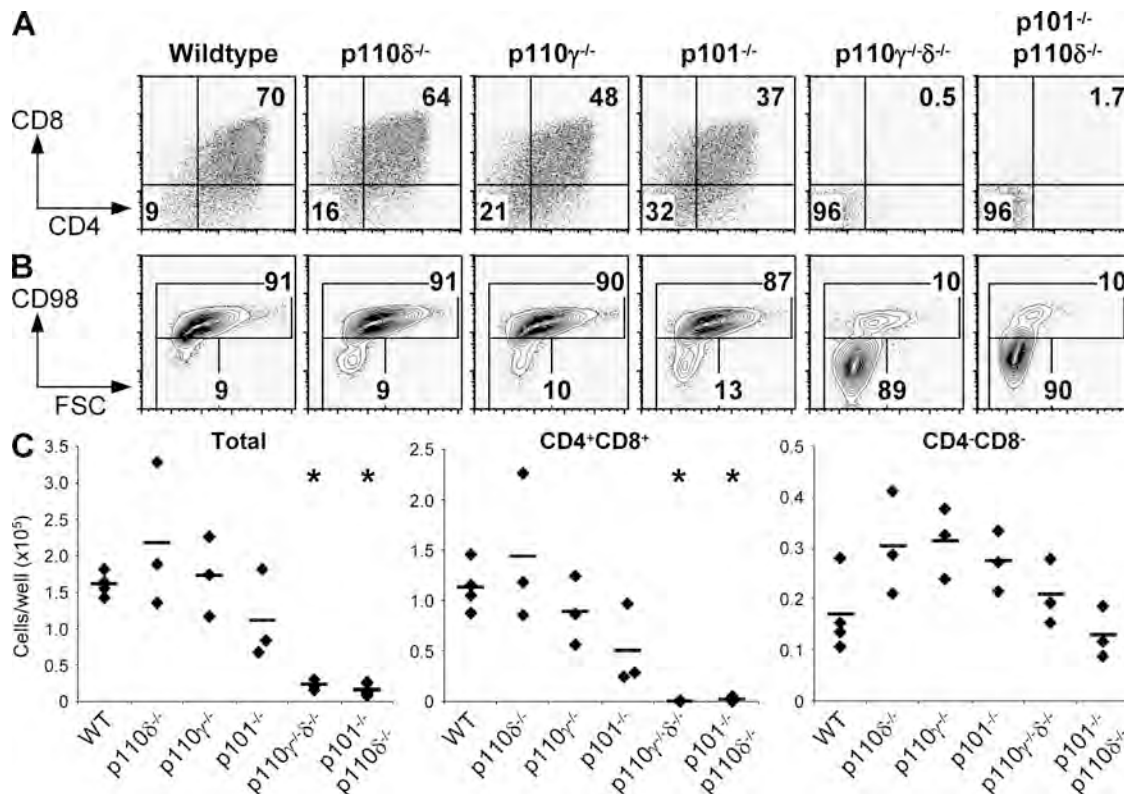 A
Wildtype p110δ-/- p110γ-/- p101-/- p110γ-/-δ-/- p101-/- p110δ-/-
CD8
70 64 48 37 0.5 1.7
9 16 21 32 96 96
CD4
B
CD98
91 91 90 87 10 10
9 9 10 13 89 90
FSC
C
Total CD4+CD8+ CD4-CD8-
Cells/well (x10⁵)
3.5
3.0
2.5
2.0
1.5
1.0
0.5
0
* *
WT p110δ-/- p110γ-/- p101-/- p110γ-/-δ-/- p101-/- p110δ-/-
2.5
2.0
1.5
1.0
0.5
0
* *
WT p110δ-/- p110γ-/- p101-/- p110γ-/-δ-/- p101-/- p110δ-/-
0.5
0.4
0.3
0.2
0.1
0
WT p110δ-/- p110γ-/- p101-/- p110γ-/-δ-/- p101-/- p110δ-/-